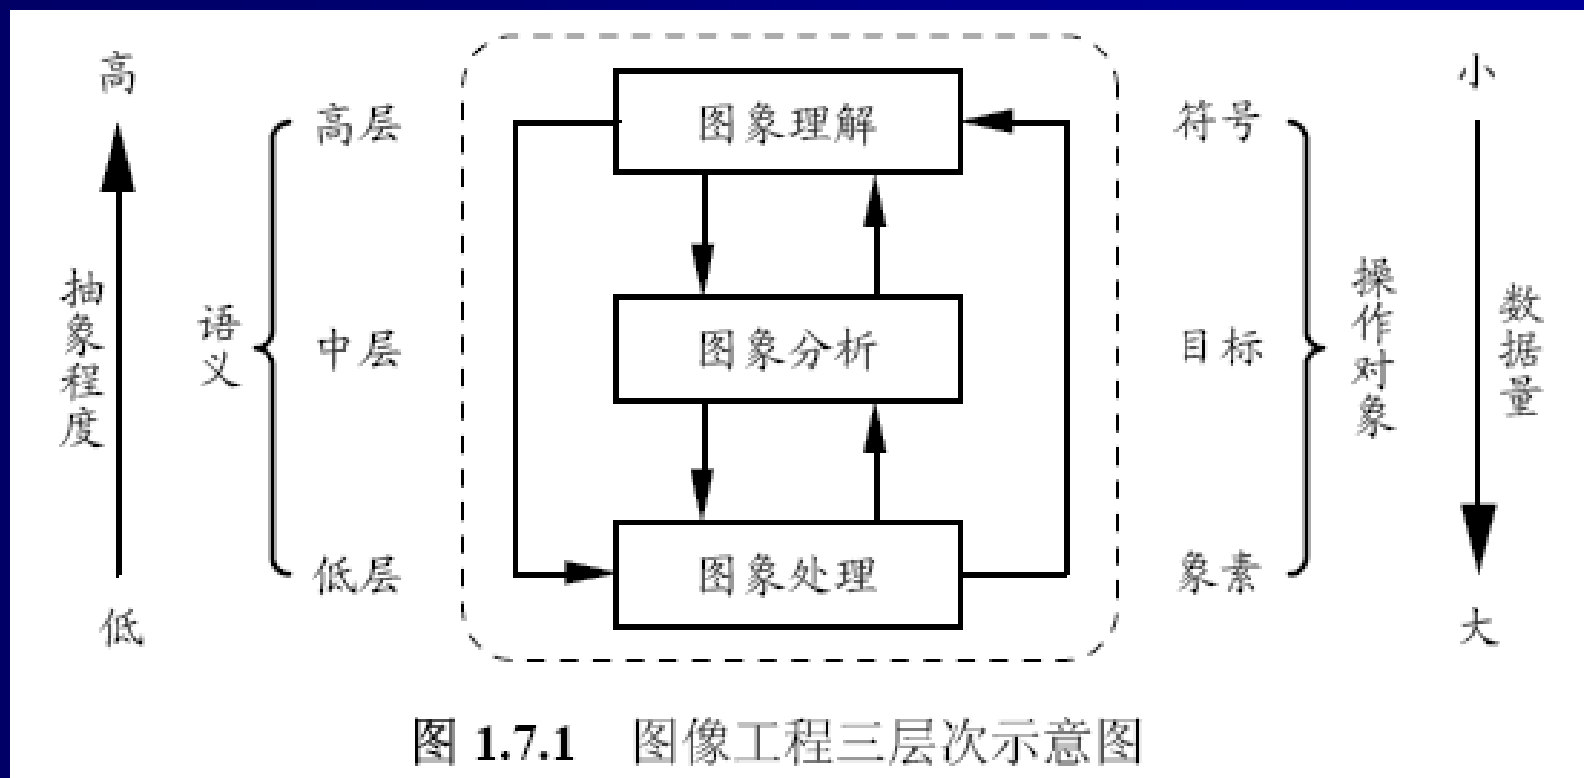 高
小
高层
图象理解
符号
抽象程度
语义
中层
图象分析
目标
操作对象
数据量
低层
图象处理
象素
低
大
图 1.7.1 图像工程三层次示意图